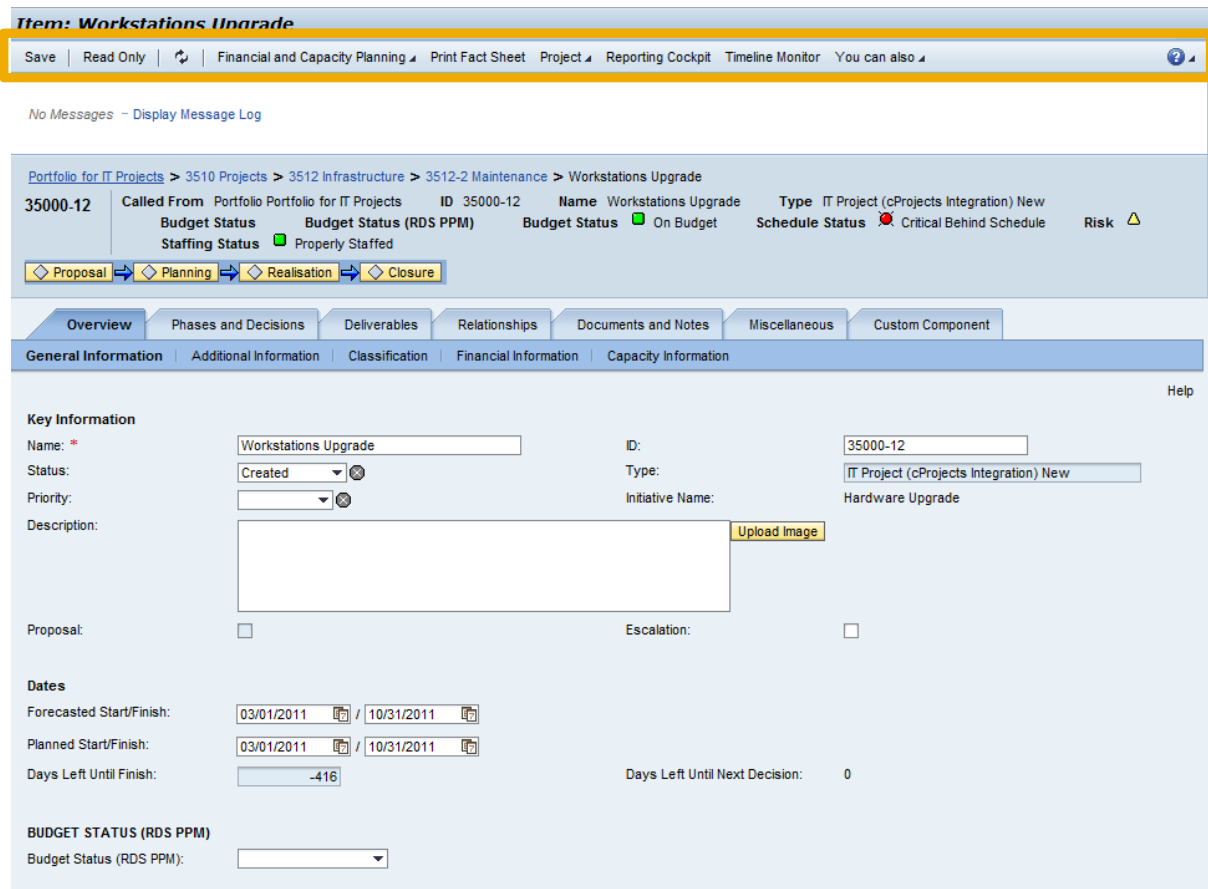 Item: Workstations Upgrade
Save Read Only Financial and Capacity Planning Print Fact Sheet Project Reporting Cockpit Timeline Monitor You can also
No Messages - Display Message Log
Portfolio for IT Projects > 3510 Projects > 3512 Infrastructure > 3512-2 Maintenance > Workstations Upgrade
35000-12 Called From Portfolio Portfolio for IT Projects ID 35000-12 Name Workstations Upgrade Type IT Project (cProjects Integration) New
Budget Status Budget Status (RDS PPM) Budget Status On Budget Schedule Status Critical Behind Schedule Risk
Staffing Status Properly Staffed
Proposal Planning Realisation Closure
Overview Phases and Decisions Deliverables Relationships Documents and Notes Miscellaneous Custom Component
General Information Additional Information Classification Financial Information Capacity Information
Help
Key Information
Name: * Workstations Upgrade ID: 35000-12
Status: Created Type: IT Project (cProjects Integration) New
Priority: Initiative Name: Hardware Upgrade
Description: Upload Image
Proposal: Escalation:
Dates
Forecasted Start/Finish: 03/01/2011 / 10/31/2011
Planned Start/Finish: 03/01/2011 / 10/31/2011
Days Left Until Finish: -416 Days Left Until Next Decision: 0
BUDGET STATUS (RDS PPM)
Budget Status (RDS PPM):